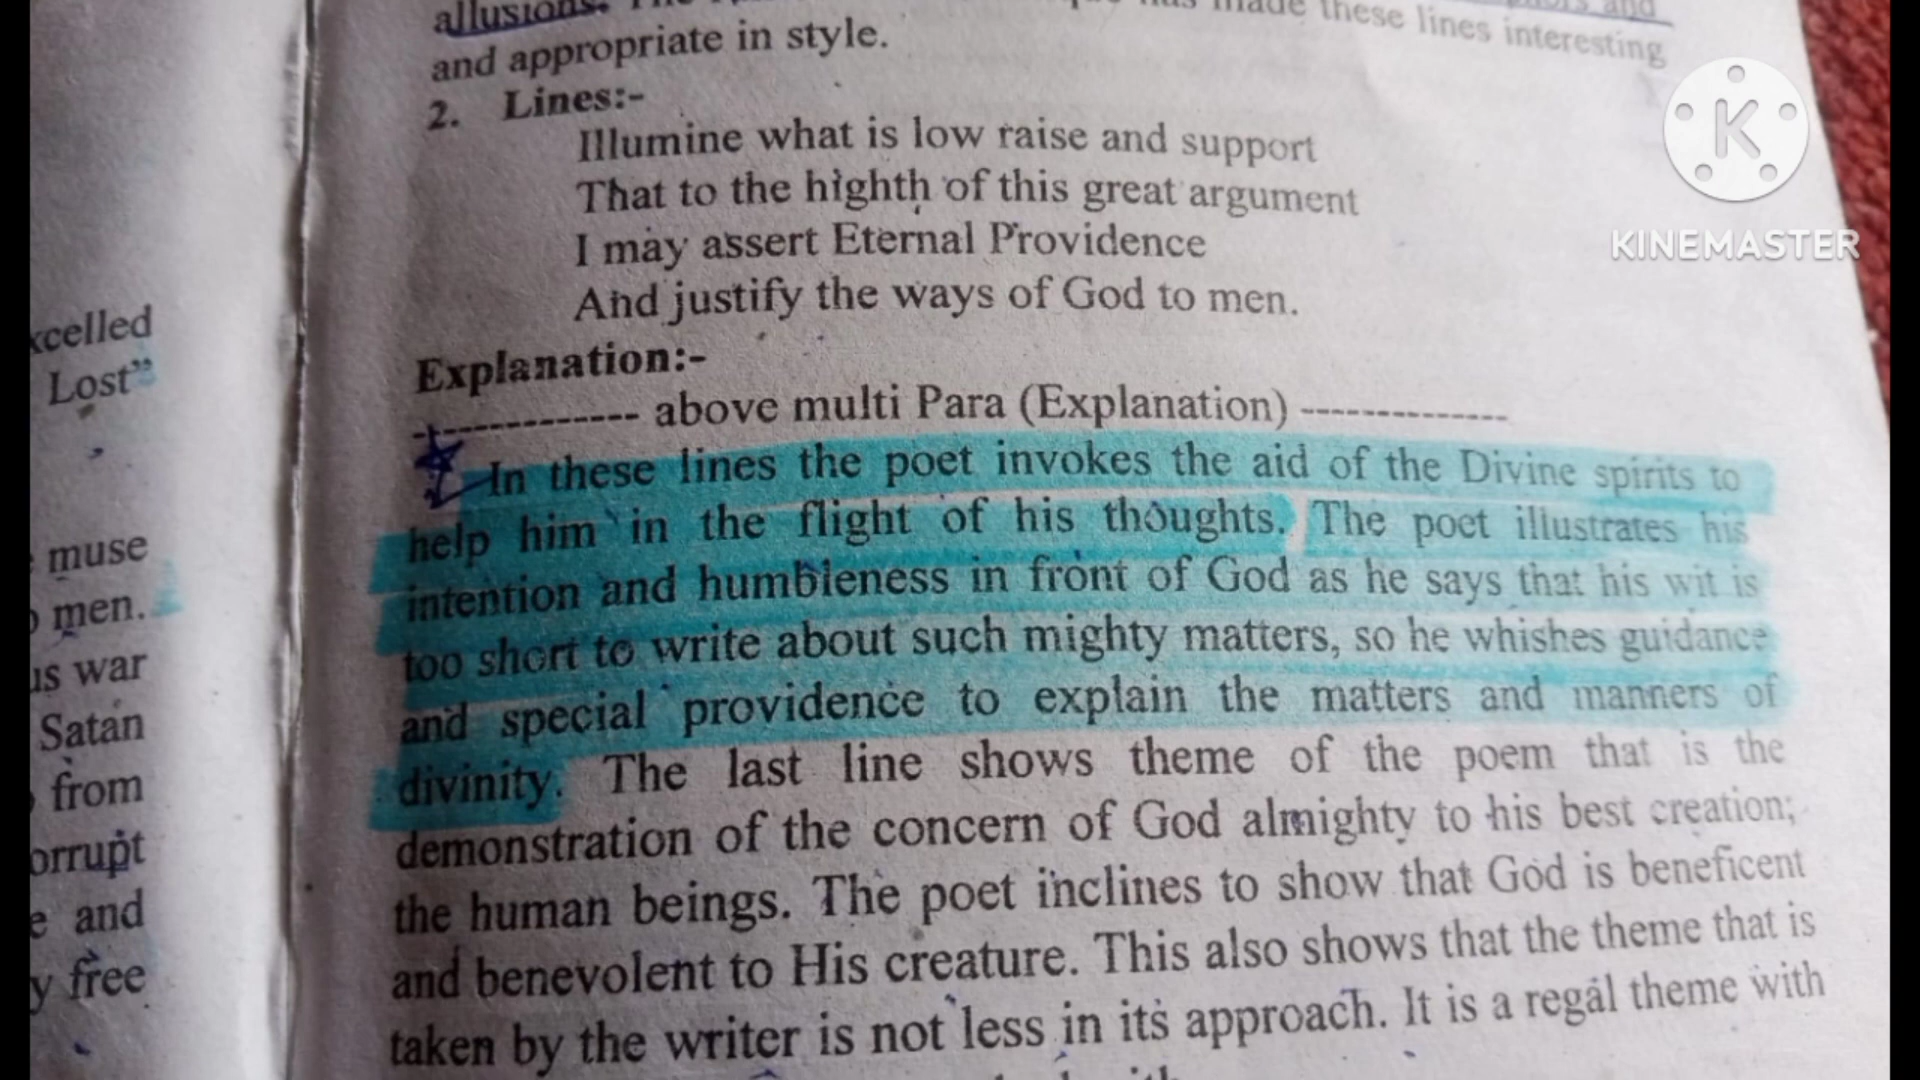 xcelled
Lost”
muse
men.
us war
Satan
from
orrupt
e and
y free
allusions.
made these lines interesting
and appropriate in style.
2. Lines:-
Illumine what is low raise and support
That to the highth of this great argument
I may assert Eternal Providence
And justify the ways of God to men.
Explanation:-
------------ above multi Para (Explanation) --------------
In these lines the poet invokes the aid of the Divine spirits to
help him in the flight of his thoughts. The poet illustrates his
intention and humbleness in front of God as he says that his wit is
too short to write about such mighty matters, so he whishes guidance
and special providence to explain the matters and manners of
divinity. The last line shows theme of the poem that is the
demonstration of the concern of God almighty to his best creation;
the human beings. The poet inclines to show that God is beneficent
and benevolent to His creature. This also shows that the theme that is
taken by the writer is not less in its approach. It is a regal theme with
K
KINEMASTER